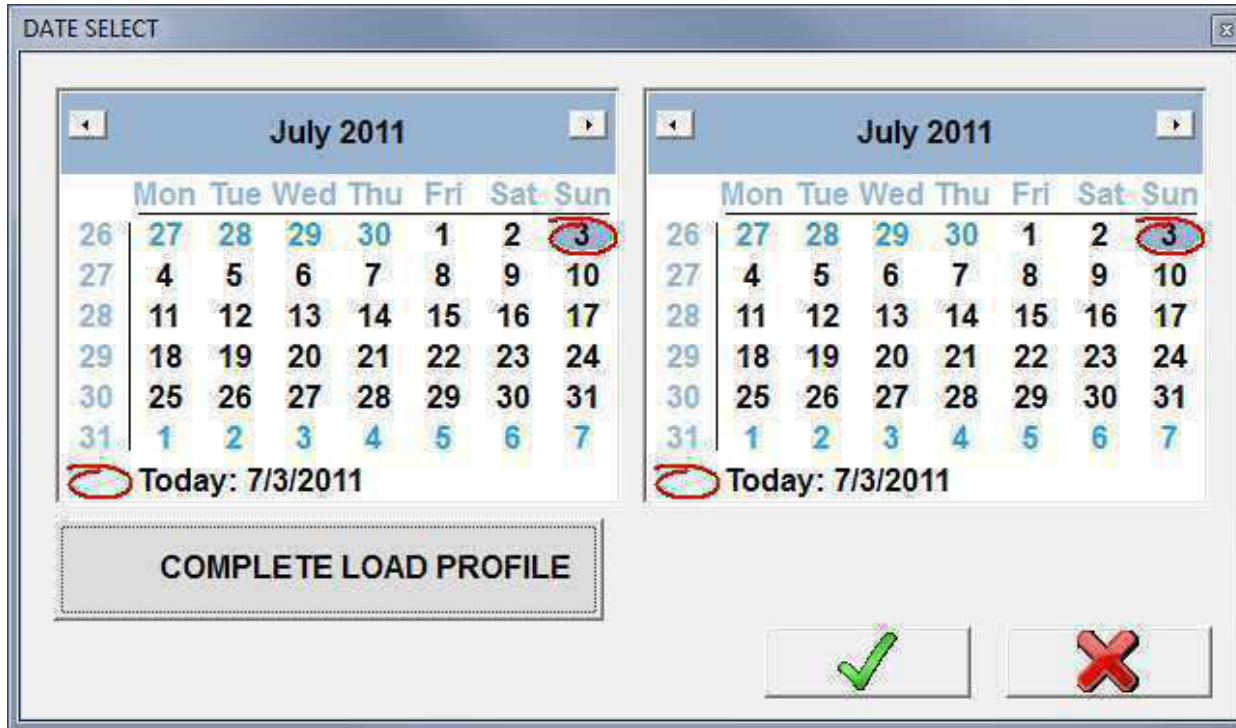 DATE SELECT
July 2011
Mon Tue Wed Thu Fri Sat Sun
26 27 28 29 30 1 2 3
27 4 5 6 7 8 9 10
28 11 12 13 14 15 16 17
29 18 19 20 21 22 23 24
30 25 26 27 28 29 30 31
31 1 2 3 4 5 6 7
Today: 7/3/2011
July 2011
Mon Tue Wed Thu Fri Sat Sun
26 27 28 29 30 1 2 3
27 4 5 6 7 8 9 10
28 11 12 13 14 15 16 17
29 18 19 20 21 22 23 24
30 25 26 27 28 29 30 31
31 1 2 3 4 5 6 7
Today: 7/3/2011
COMPLETE LOAD PROFILE